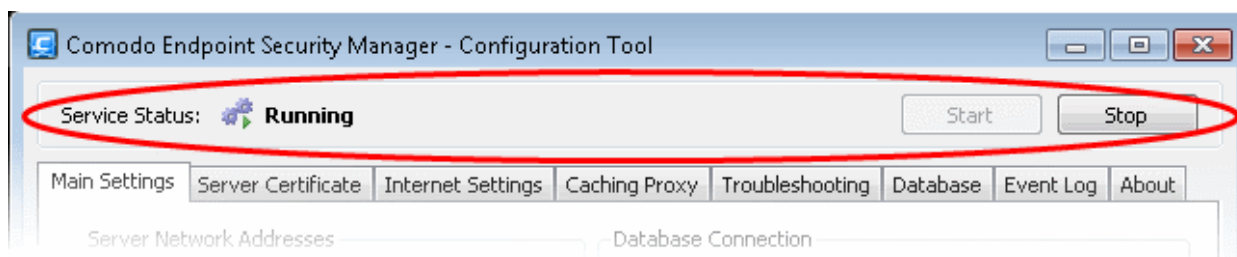 Comodo Endpoint Security Manager - Configuration Tool
Service Status: Running Start Stop
Main Settings Server Certificate Internet Settings Caching Proxy Troubleshooting Database Event Log About
Server Network Addresses Database Connection